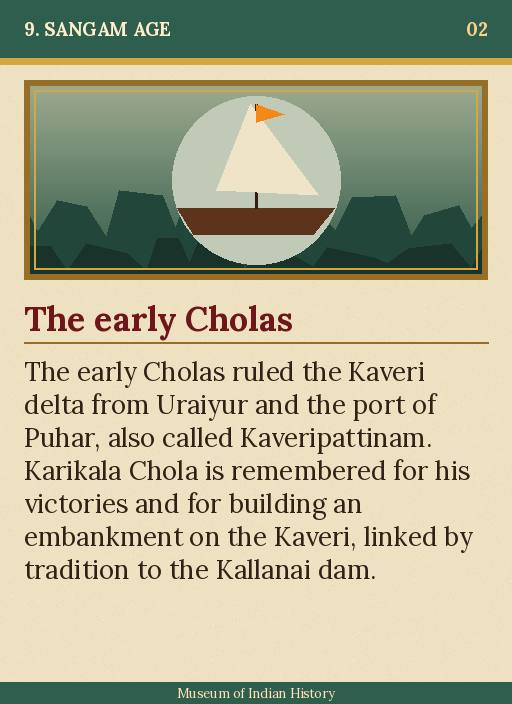 9. SANGAM AGE
02
The early Cholas
The early Cholas ruled the Kaveri
delta from Uraiyur and the port of
Puhar, also called Kaveripattinam.
Karikala Chola is remembered for his
victories and for building an
embankment on the Kaveri, linked by
tradition to the Kallanai dam.
Museum of Indian History